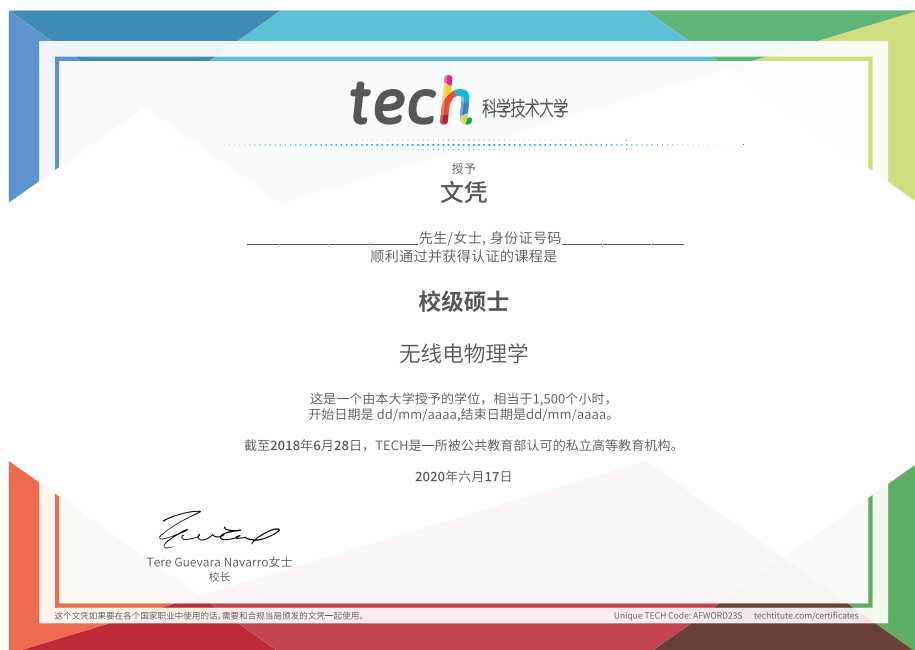 tech 科学技术大学
授予
文凭
先生/女士, 身份证号码
顺利通过并获得认证的课程是
校级硕士
无线电物理学
这是一个由本大学授予的学位，相当于1,500个小时，
开始日期是 dd/mm/aaaa,结束日期是dd/mm/aaaa。
截至2018年6月28日，TECH是一所被公共教育部认可的私立高等教育机构。
2020年六月17日
Tere Guevara Navarro女士
校长
这个文凭如果要在各个国家职业中使用的话,需要和合规当局颁发的文凭一起使用。
Unique TECH Code: AFWORD23S techtitute.com/certificates